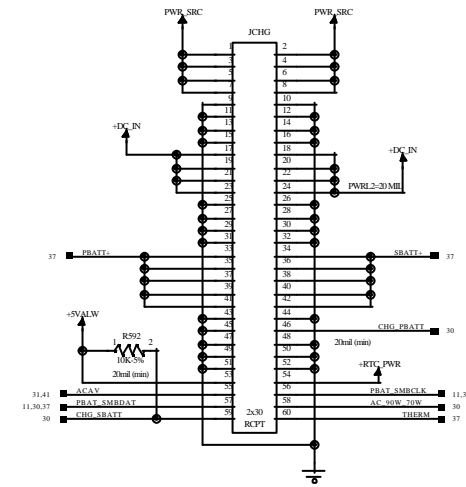 PWR_SRC PWR_SRC
JCHG
1 2
3 4
5 6
7 8
9 10
11 12
13 14
15 16
+DC_IN 17 18 +DC_IN
19 20
21 22
23 24 PWRL2=20 MIL
25 26
27 28
29 30
31 32
37 PBATT+ 33 34 SBATT+ 37
35 36
37 38
39 40
41 42
+5VALW 43 44
45 46 CHG_PBATT 30
R592 47 48 20mil (min)
1 2 49 50
10K-5% 51 52 +RTC_PWR
20mil (min) 53 54
31,41 ACAV 55 56 PBAT_SMBCLK 11,3
11,30,37 PBAT_SMBDAT 57 58 AC_90W_70W 30
30 CHG_SBATT 59 60 THERM 37
2x30
RCPT